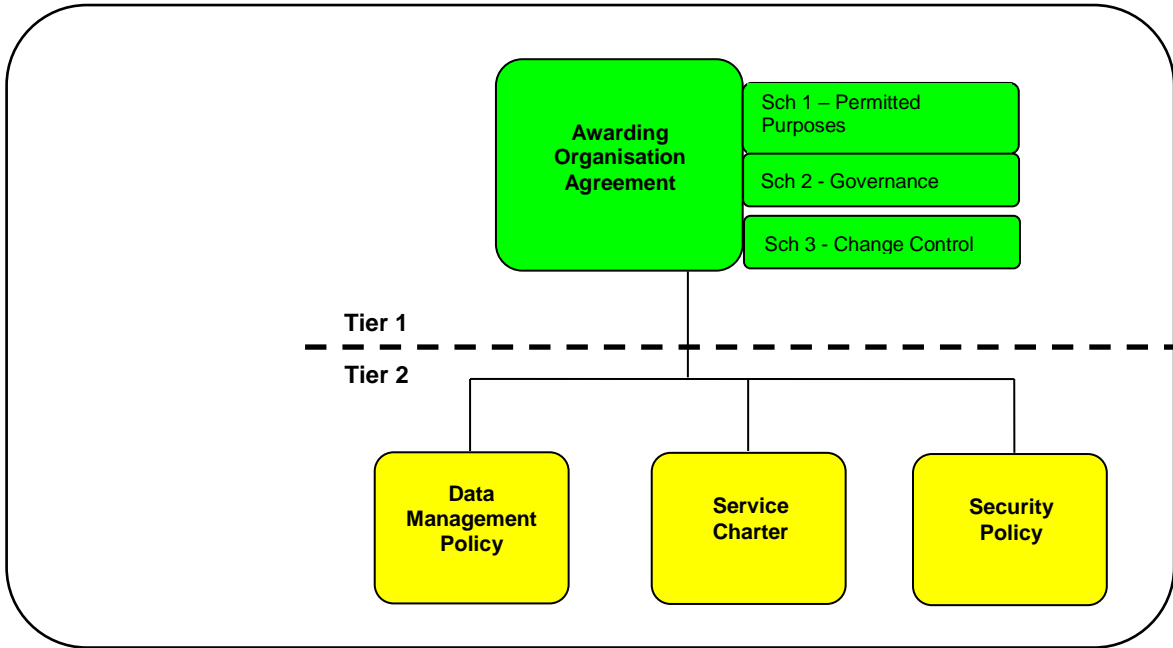 Awarding
Organisation
Agreement
Sch 1 – Permitted
Purposes
Sch 2 - Governance
Sch 3 - Change Control
Tier 1
Tier 2
Data
Management
Policy
Service
Charter
Security
Policy